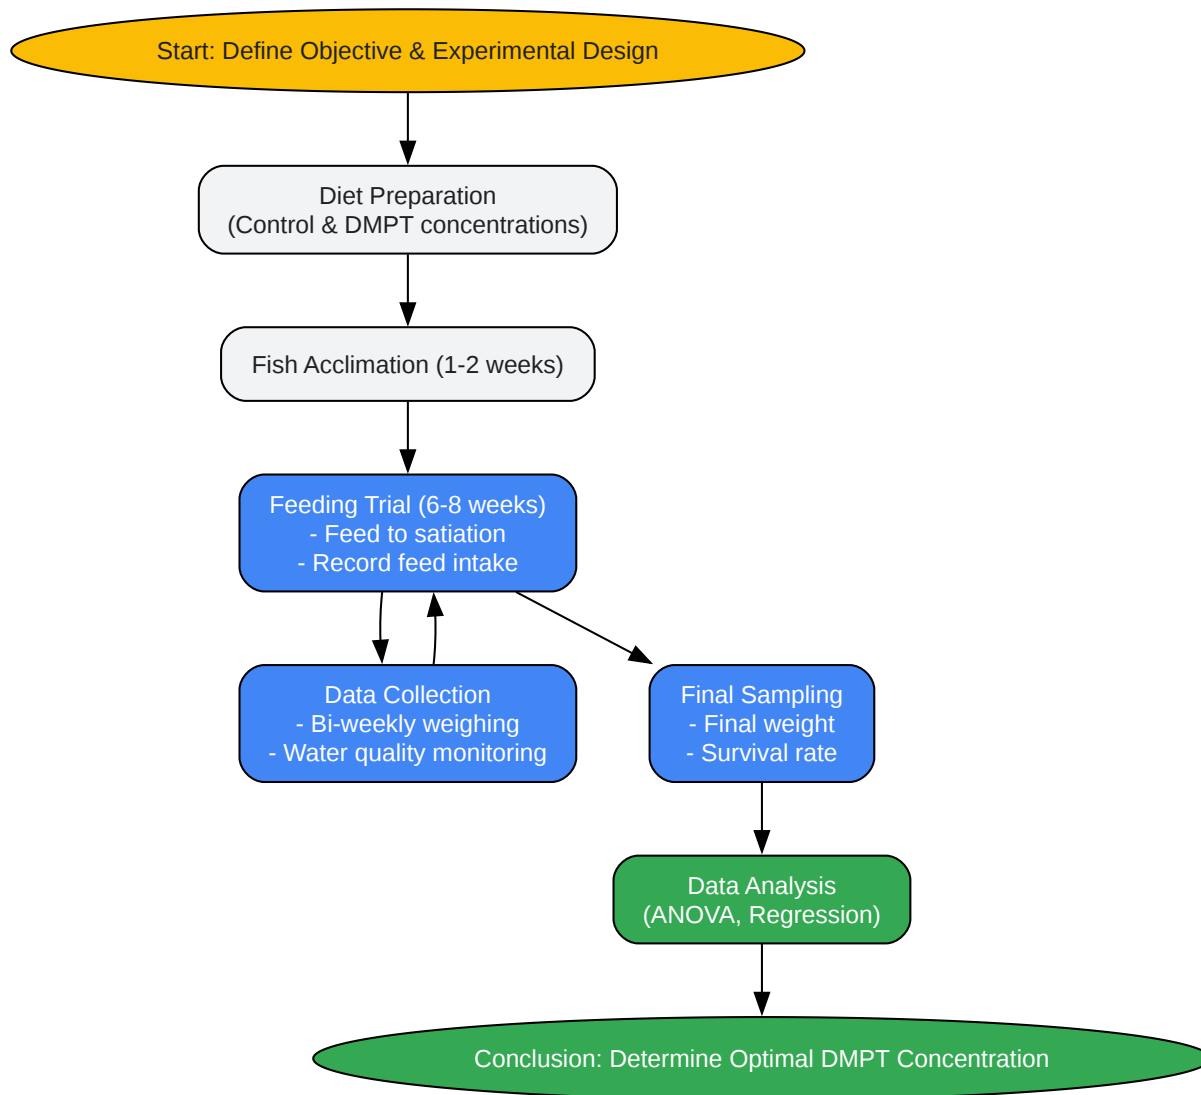 Start: Define Objective & Experimental Design
Diet Preparation
(Control & DMPT concentrations)
Fish Acclimation (1-2 weeks)
Feeding Trial (6-8 weeks)
- Feed to satiation
- Record feed intake
Data Collection
- Bi-weekly weighing
- Water quality monitoring
Final Sampling
- Final weight
- Survival rate
Data Analysis
(ANOVA, Regression)
Conclusion: Determine Optimal DMPT Concentration